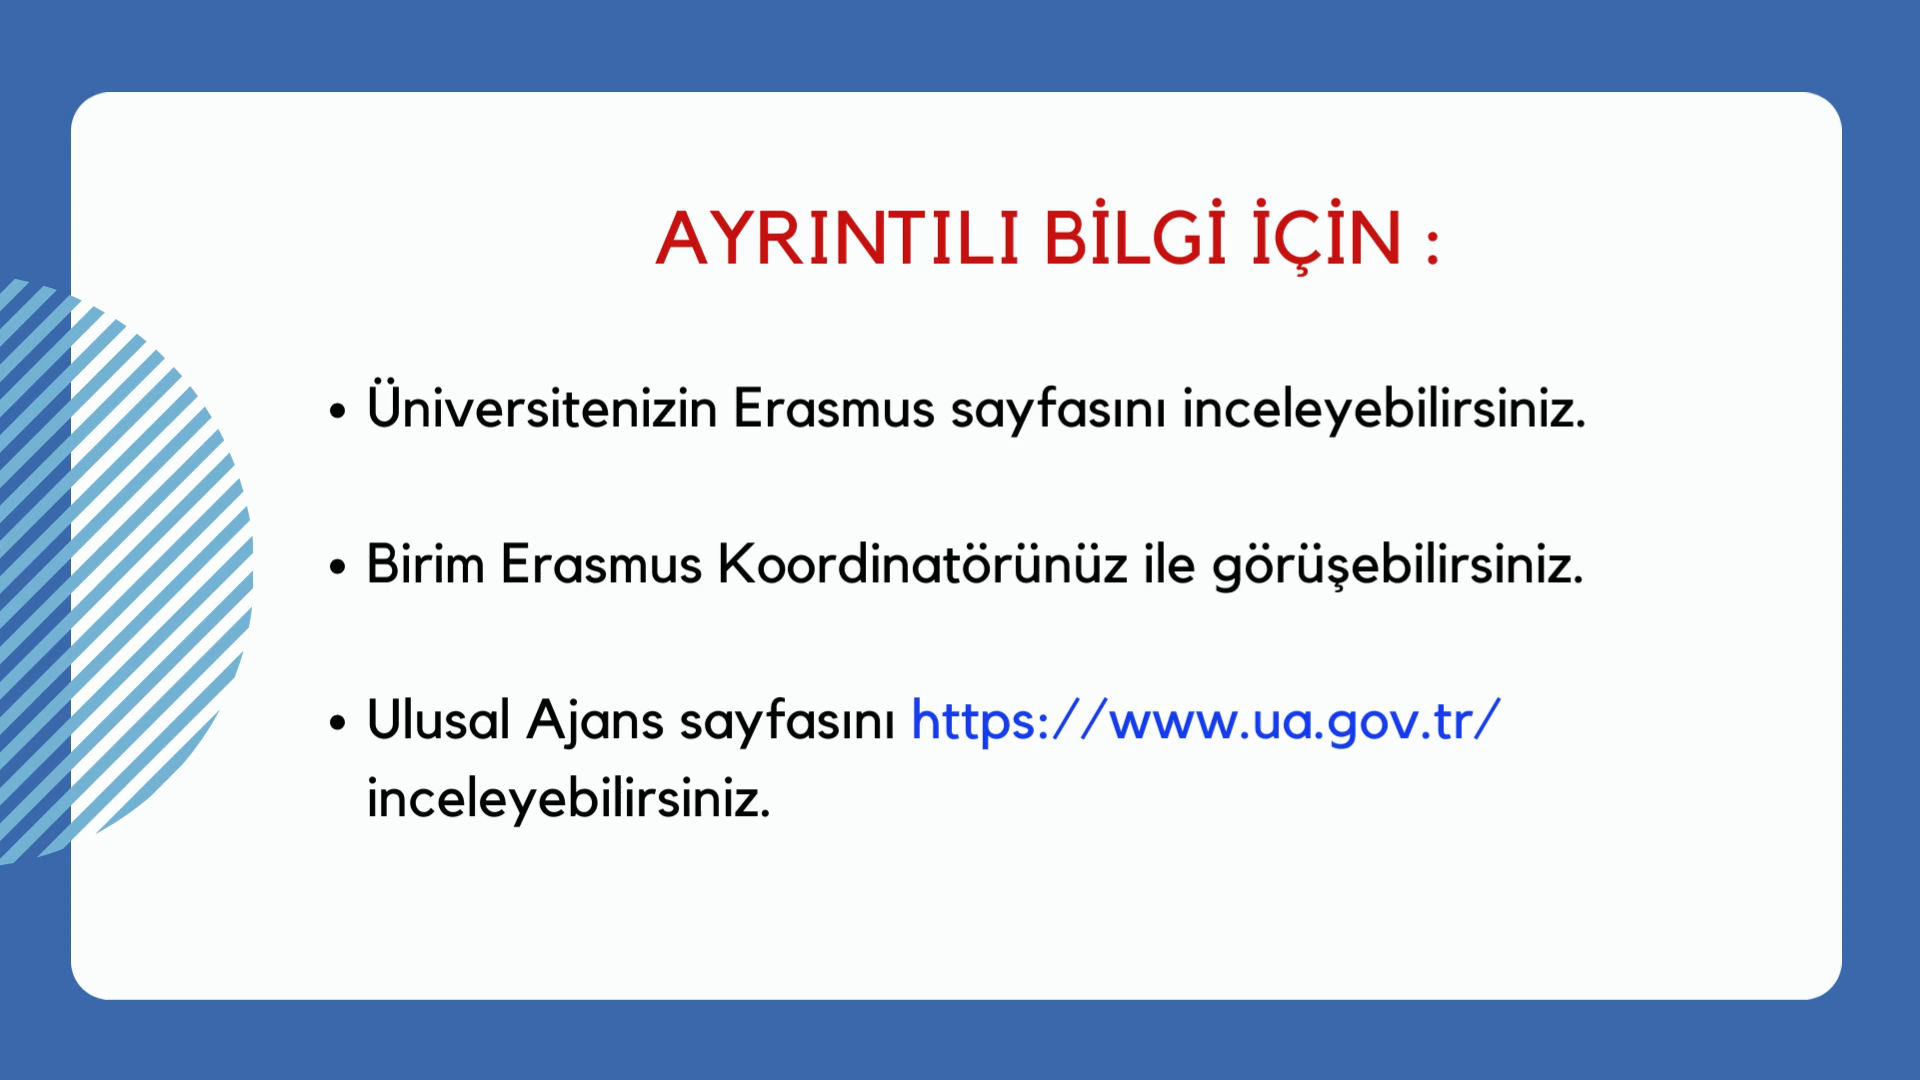 AYRINTILI BİLGİ İÇİN :
• Üniversitenizin Erasmus sayfasını inceleyebilirsiniz.
• Birim Erasmus Koordinatörünüz ile görüşebilirsiniz.
• Ulusal Ajans sayfasını https://www.ua.gov.tr/
inceleyebilirsiniz.